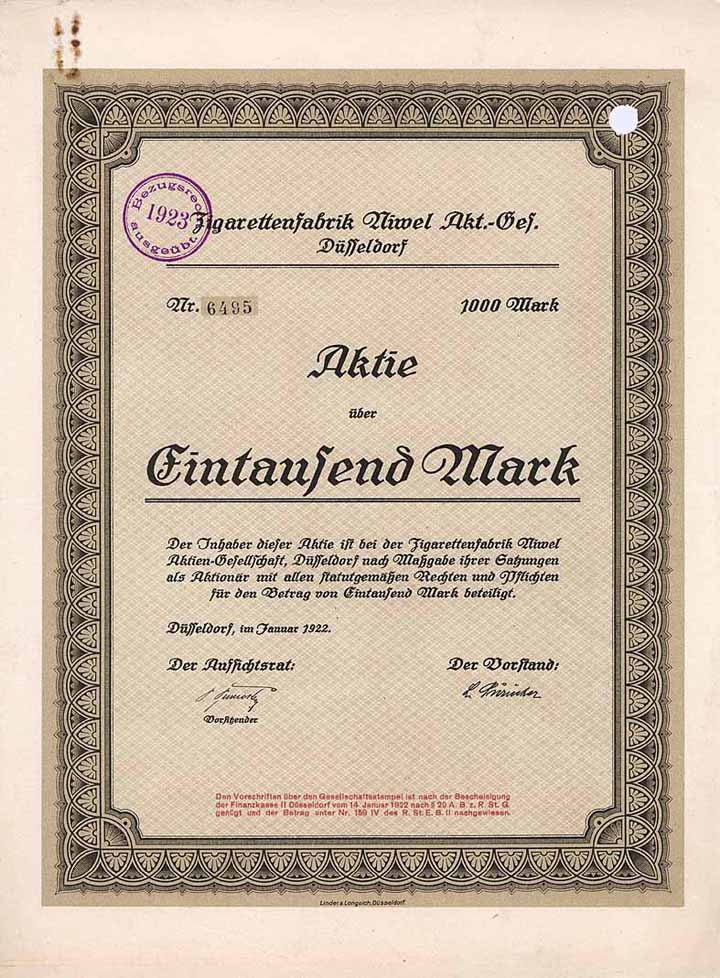 Bezugsrecht
1923
ausgeübt
Zigarettenfabrik Niwel Akt.-Ges.
Düsseldorf
Nr. 6495 1000 Mark
Aktie
über
Eintausend Mark
Der Inhaber dieser Aktie ist bei der Zigarettenfabrik Niwel
Aktien-Gesellschaft, Düsseldorf nach Maßgabe ihrer Satzungen
als Aktionär mit allen statutgemäßen Rechten und Pflichten
für den Betrag von Eintausend Mark beteiligt.
Düsseldorf, im Januar 1922.
Der Aufsichtsrat: Der Vorstand:
Vorsitzender
Den Vorschriften über den Gesellschaftsstempel ist nach der Bescheinigung
der Finanzkasse II Düsseldorf vom 14. Januar 1922 nach § 20 A. B. z. R. St. G.
genügt und der Betrag unter Nr. 159 IV des R. St. E. B. II nachgewiesen.
Linder & Longwich, Düsseldorf.